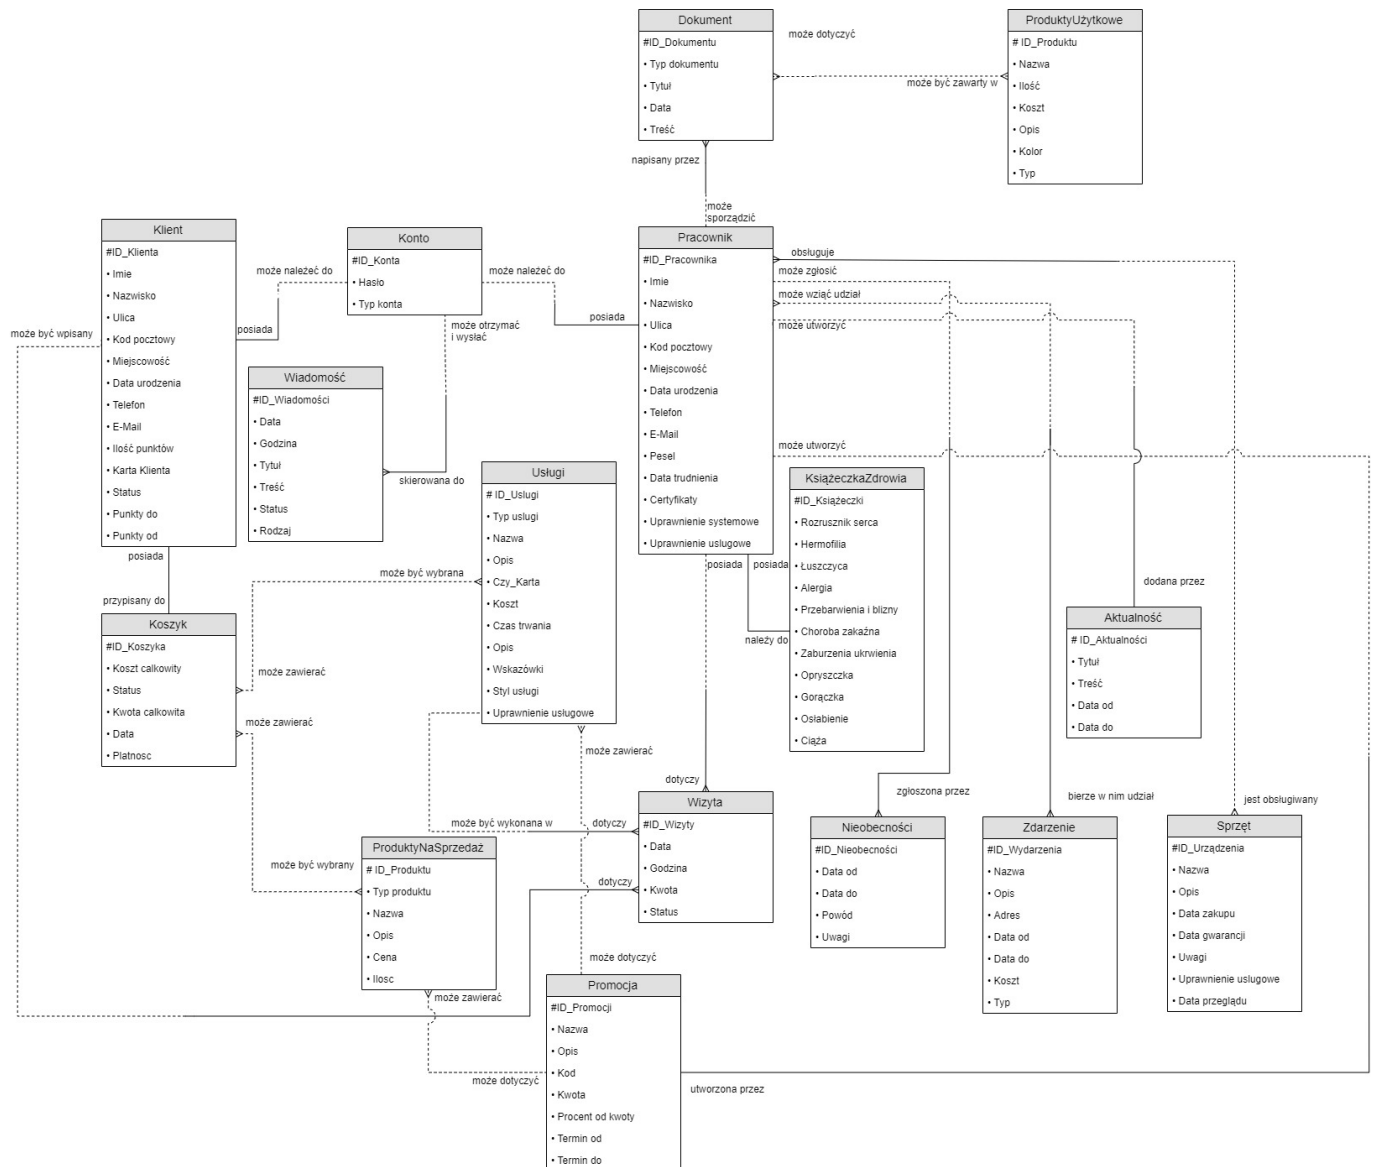 Dokument
#ID_Dokumentu
• Typ dokumentu
• Tytuł
• Data
• Treść
może dotyczyć
może być zawarty w
ProduktyUżytkowe
# ID_Produktu
• Nazwa
• Ilość
• Koszt
• Opis
• Kolor
• Typ
napisany przez
może
sporządzić
Klient
#ID_Klienta
• Imie
• Nazwisko
• Ulica
• Kod pocztowy
• Miejscowość
• Data urodzenia
• Telefon
• E-Mail
• Ilość punktów
• Karta Klienta
• Status
• Punkty do
• Punkty od
może być wpisany
może należeć do
posiada
Konto
#ID_Konta
• Hasło
• Typ konta
może należeć do
posiada
może otrzymać
i wysłać
Wiadomość
#ID_Wiadomości
• Data
• Godzina
• Tytuł
• Treść
• Status
• Rodzaj
skierowana do
Pracownik
#ID_Pracownika
• Imie
• Nazwisko
• Ulica
• Kod pocztowy
• Miejscowość
• Data urodzenia
• Telefon
• E-Mail
• Pesel
• Data trudnienia
• Certyfikaty
• Uprawnienie systemowe
• Uprawnienie uslugowe
obsługuje
może zgłosić
może wziąć udział
może utworzyć
może utworzyć
posiada
posiada
należy do
Usługi
# ID_Uslugi
• Typ uslugi
• Nazwa
• Opis
• Czy_Karta
• Koszt
• Czas trwania
• Opis
• Wskazówki
• Styl usługi
• Uprawnienie usługowe
KsiążeczkaZdrowia
#ID_Książeczki
• Rozrusznik serca
• Hermofilia
• Łuszczyca
• Alergia
• Przebarwienia i blizny
• Choroba zakaźna
• Zaburzenia ukrwienia
• Opryszczka
• Gorączka
• Osłabienie
• Ciąża
dodana przez
Aktualność
# ID_Aktualności
• Tytuł
• Treść
• Data od
• Data do
posiada
przypisany do
Koszyk
#ID_Koszyka
• Koszt calkowity
• Status
• Kwota calkowita
• Data
• Platnosc
może być wybrana
może zawierać
może zawierać
może zawierać
dotyczy
może być wykonana w
dotyczy
dotyczy
Wizyta
#ID_Wizyty
• Data
• Godzina
• Kwota
• Status
może być wybrany
ProduktyNaSprzedaż
# ID_Produktu
• Typ produktu
• Nazwa
• Opis
• Cena
• Ilosc
może zawierać
może dotyczyć
może dotyczyć
Promocja
#ID_Promocji
• Nazwa
• Opis
• Kod
• Kwota
• Procent od kwoty
• Termin od
• Termin do
utworzona przez
zgłoszona przez
Nieobecności
#ID_Nieobecności
• Data od
• Data do
• Powód
• Uwagi
bierze w nim udział
Zdarzenie
#ID_Wydarzenia
• Nazwa
• Opis
• Adres
• Data od
• Data do
• Koszt
• Typ
jest obsługiwany
Sprzęt
#ID_Urządzenia
• Nazwa
• Opis
• Data zakupu
• Data gwarancji
• Uwagi
• Uprawnienie uslugowe
• Data przeglądu